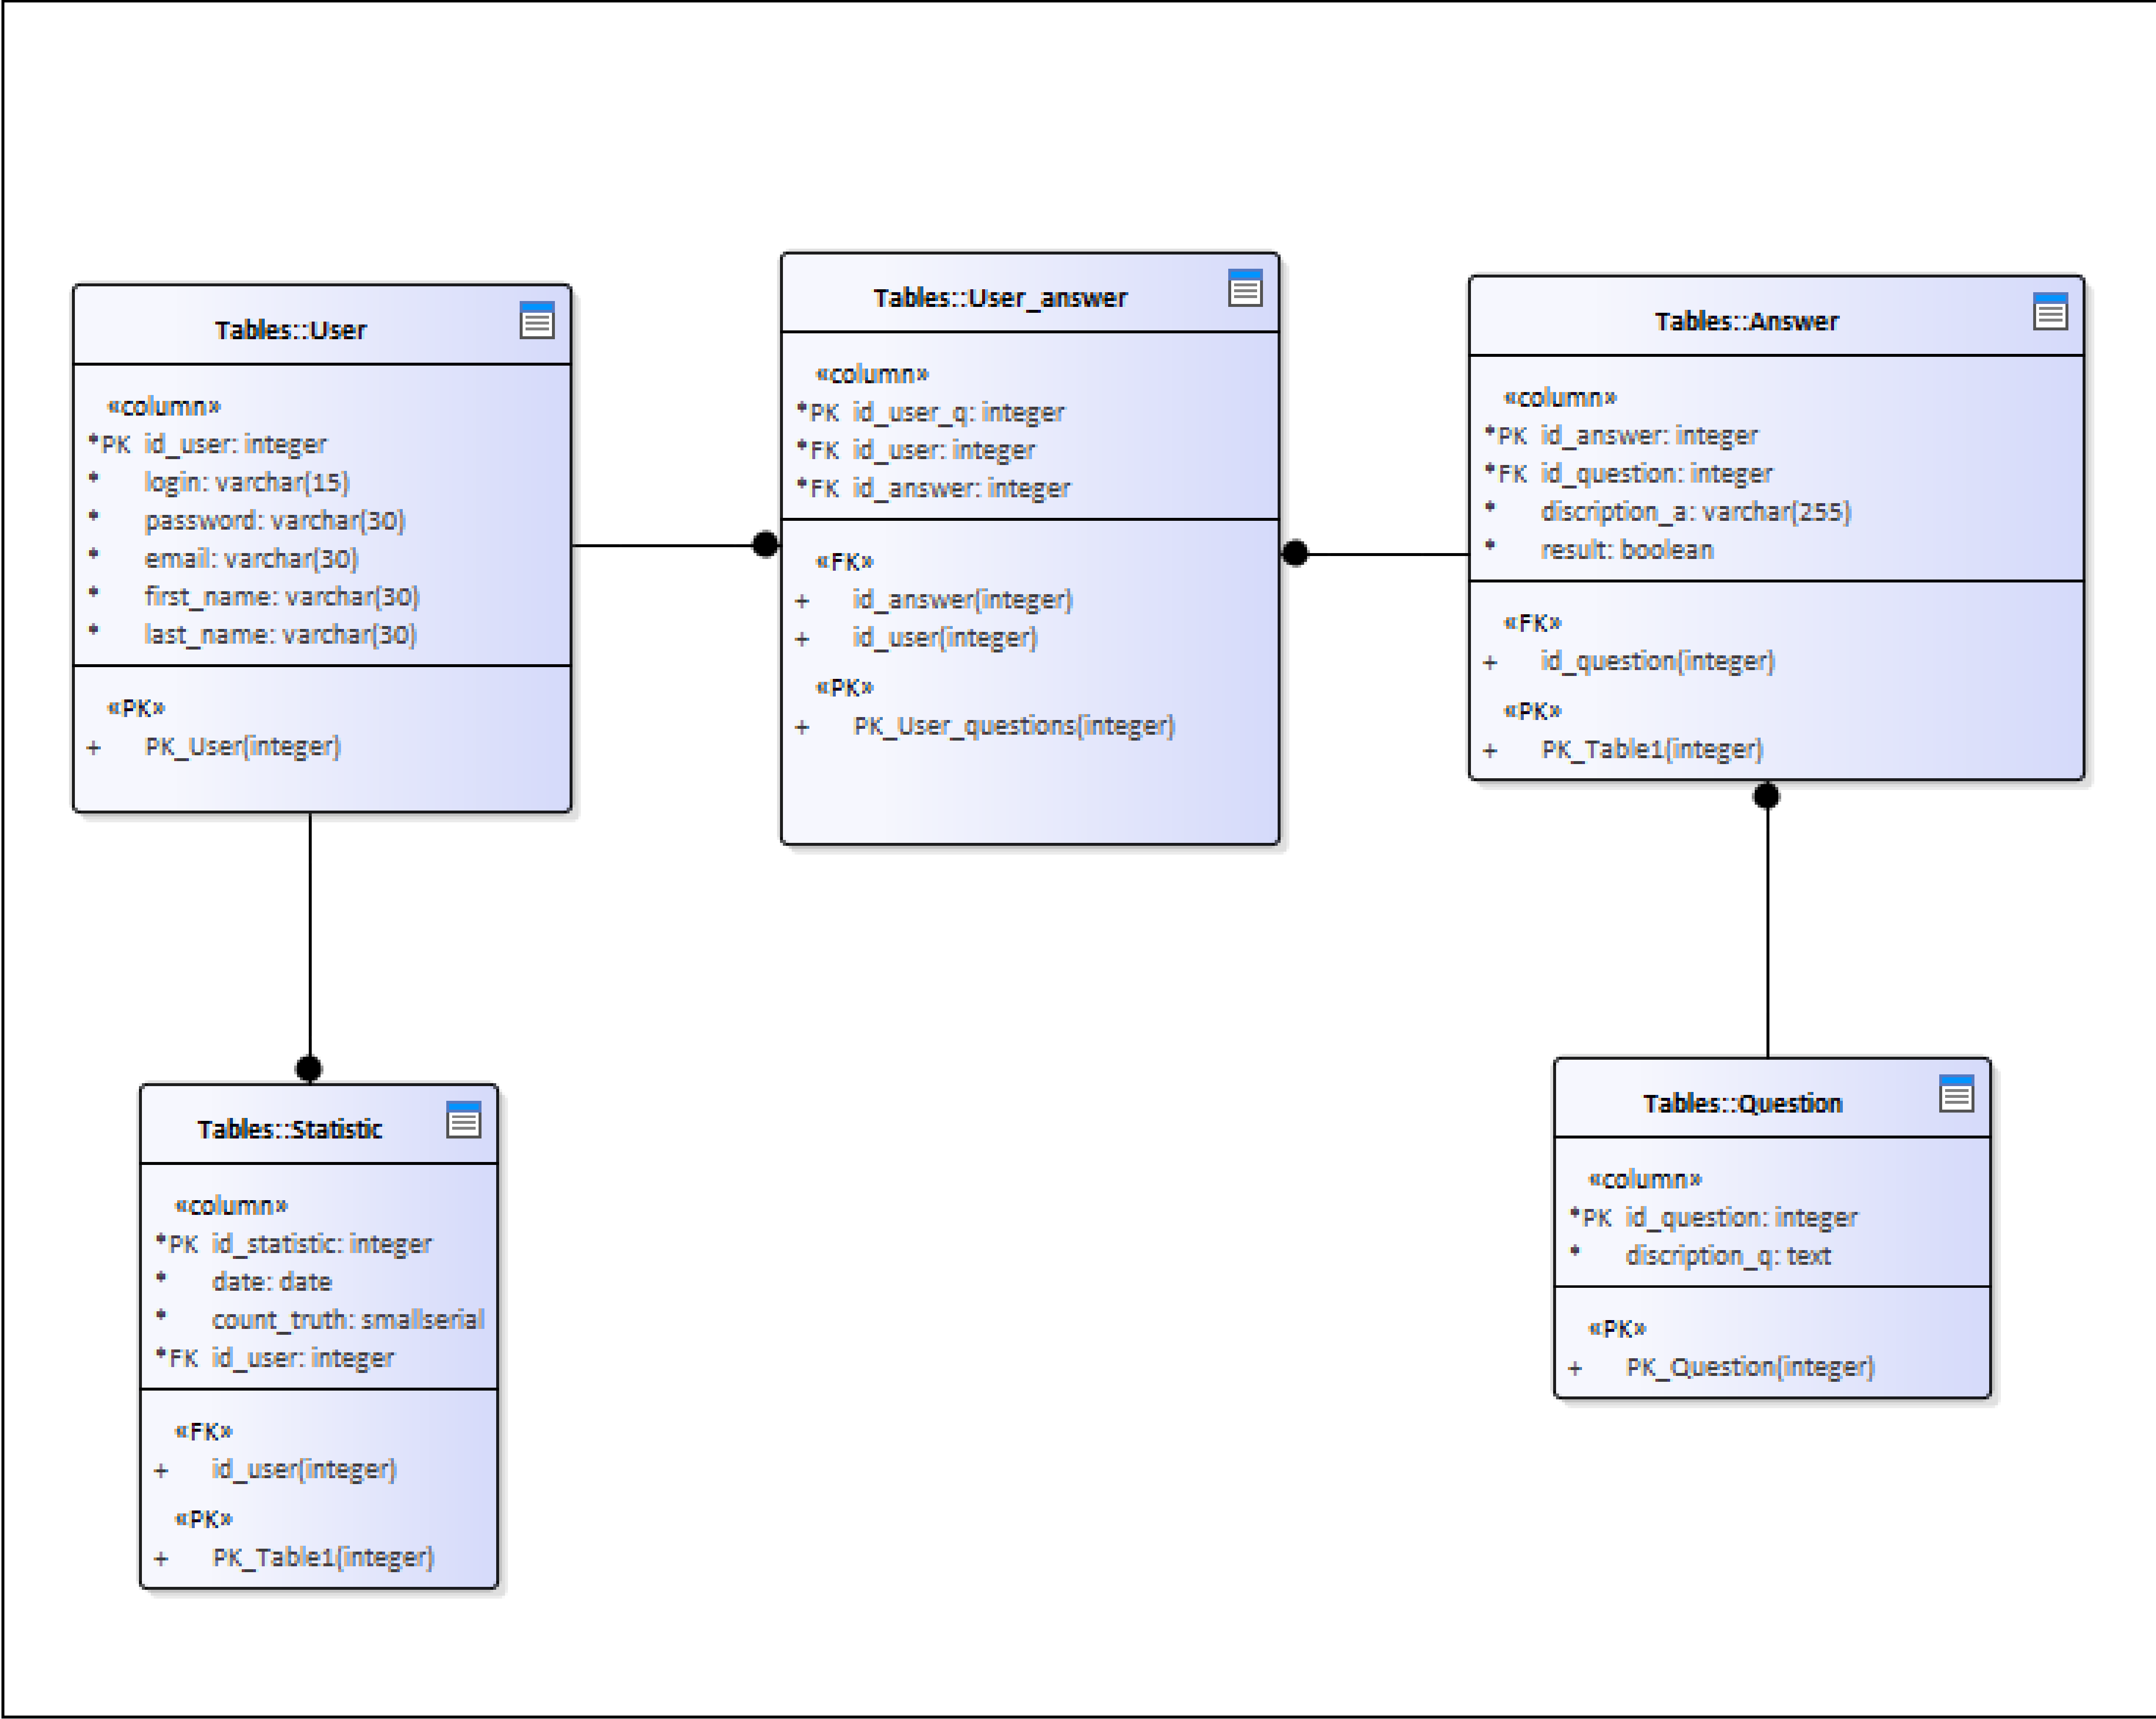 Tables::User
«column»
*PK id_user: integer
* login: varchar(15)
* password: varchar(30)
* email: varchar(30)
* first_name: varchar(30)
* last_name: varchar(30)
«PK»
+ PK_User(integer)
Tables::User_answer
«column»
*PK id_user_q: integer
*FK id_user: integer
*FK id_answer: integer
«FK»
+ id_answer(integer)
+ id_user(integer)
«PK»
+ PK_User_questions(integer)
Tables::Answer
«column»
*PK id_answer: integer
*FK id_question: integer
* discription_a: varchar(255)
* result: boolean
«FK»
+ id_question(integer)
«PK»
+ PK_Table1(integer)
Tables::Statistic
«column»
*PK id_statistic: integer
* date: date
* count_truth: smallserial
*FK id_user: integer
«FK»
+ id_user(integer)
«PK»
+ PK_Table1(integer)
Tables::Question
«column»
*PK id_question: integer
* discription_q: text
«PK»
+ PK_Question(integer)